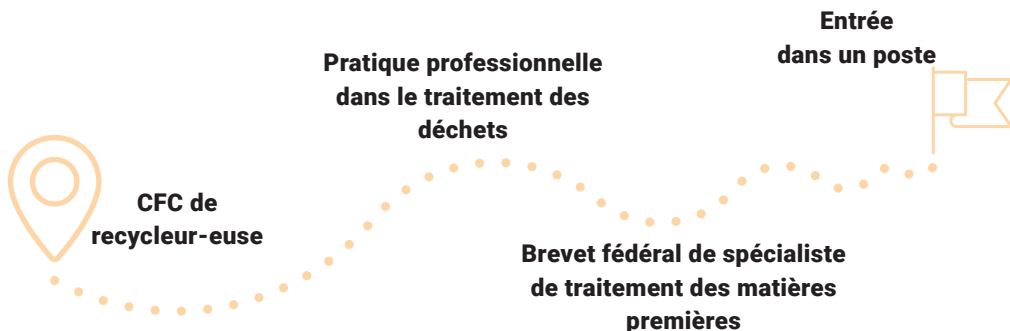 CFC de
recycleur-euse
Pratique professionnelle
dans le traitement des
déchets
Brevet fédéral de spécialiste
de traitement des matières
premières
Entrée
dans un poste